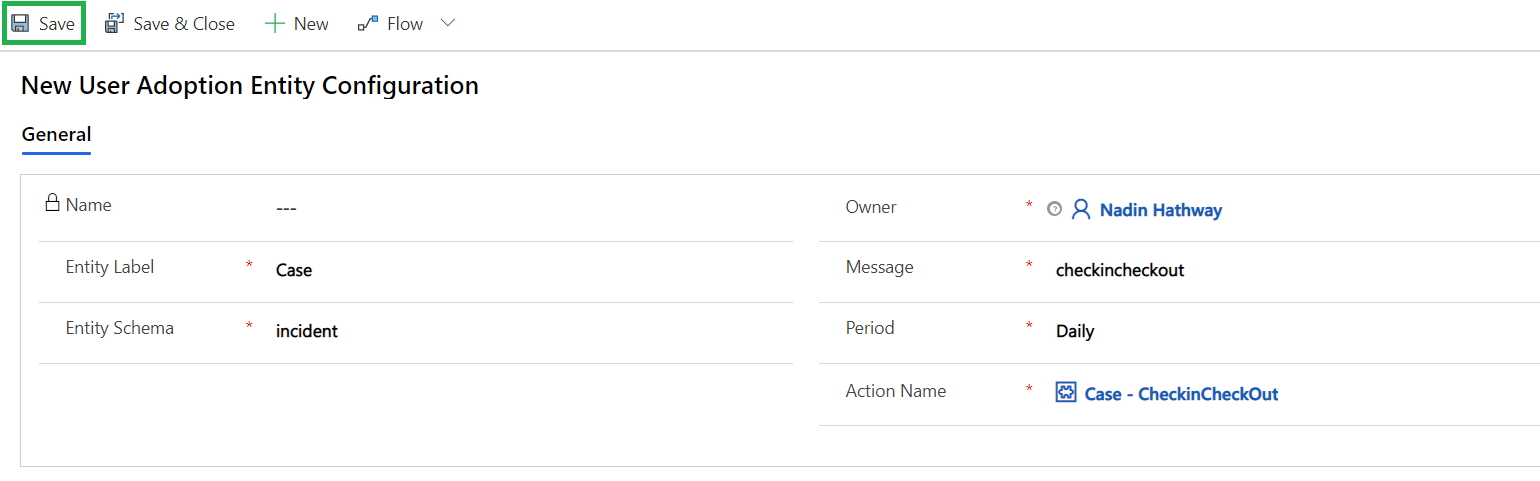 Save Save & Close New Flow
New User Adoption Entity Configuration
General
Name ---
Owner * Nadin Hathway
Entity Label * Case
Message * checkincheckout
Entity Schema * incident
Period * Daily
Action Name * Case - CheckinCheckOut